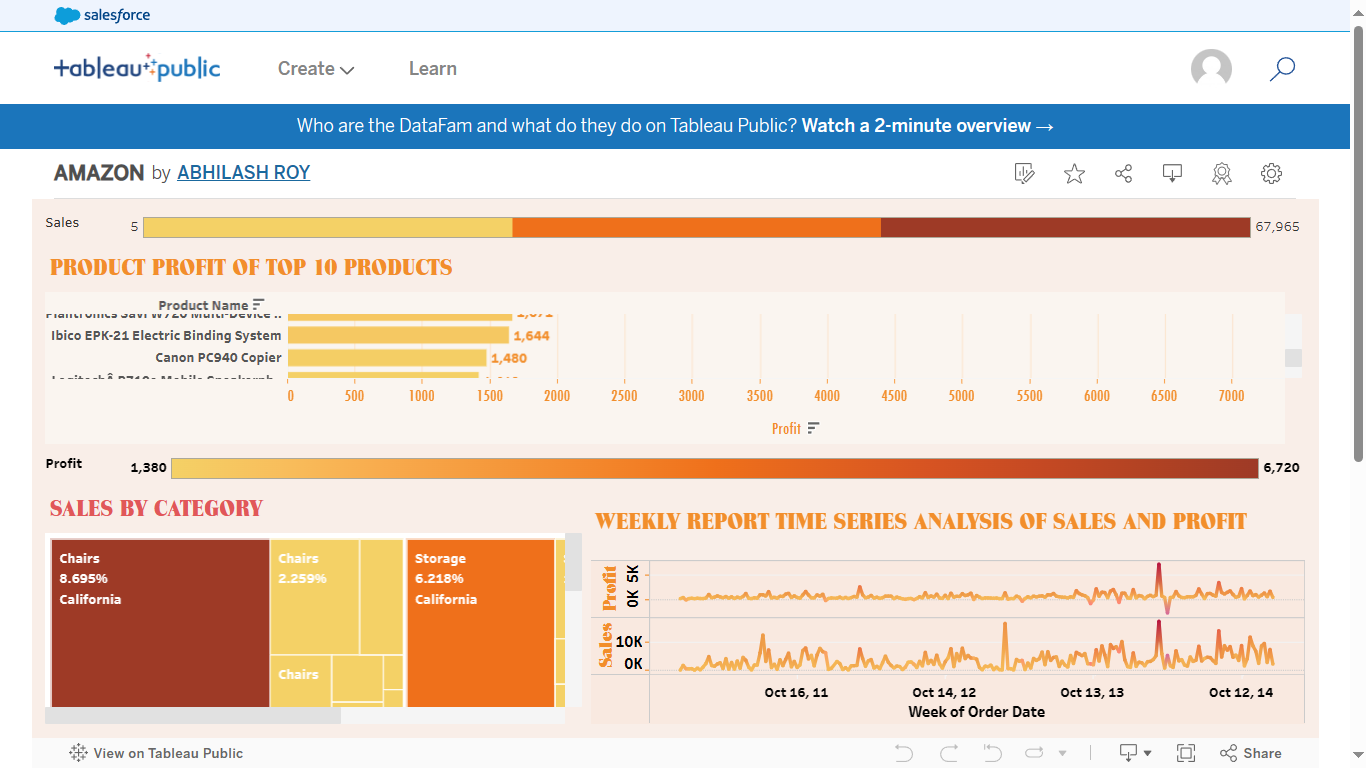 salesforce
+ableau public
Create Learn
Who are the DataFam and what do they do on Tableau Public? Watch a 2-minute overview →
AMAZON by ABHILASH ROY
Sales 5 67,965
PRODUCT PROFIT OF TOP 10 PRODUCTS
Product Name
Ibico EPK-21 Electric Binding System 1,644
Canon PC940 Copier 1,480
0 500 1000 1500 2000 2500 3000 3500 4000 4500 5000 5500 6000 6500 7000
Profit
Profit 1,380 6,720
SALES BY CATEGORY
Chairs
8.695%
California
Chairs
2.259%
Storage
6.218%
California
Chairs
WEEKLY REPORT TIME SERIES ANALYSIS OF SALES AND PROFIT
Profit
5K
0K
Sales
10K
0K
Oct 16, 11 Oct 14, 12 Oct 13, 13 Oct 12, 14
Week of Order Date
View on Tableau Public Share